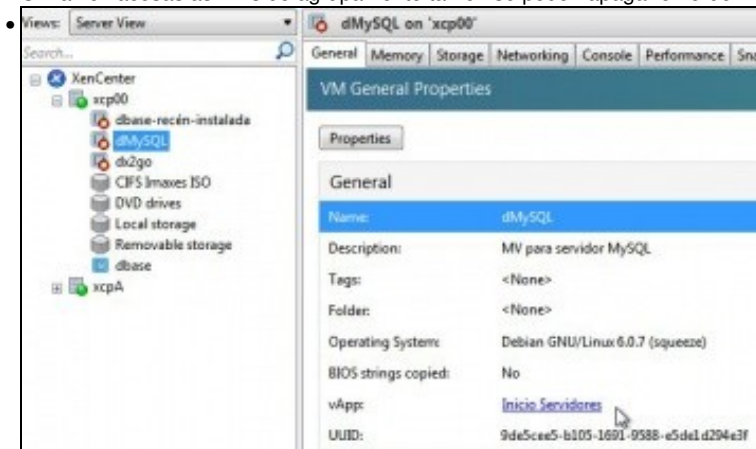 Views: Server View
Search...
XenCenter
xcp00
dbase-recén-instalada
dMySQL
dx2go
CIFS Imaxes ISO
DVD drives
Local storage
Removable storage
dbase
xcpA
dMySQL on 'xcp00'
General Memory Storage Networking Console Performance
VM General Properties
Properties
General
Name: dMySQL
Description: MV para servidor MySQL
Tags: <None>
Folder: <None>
Operating System: Debian GNU/Linux 6.0.7 (squeeze)
BIOS strings copied: No
vApp: Inicio Servidores
UUID: 9de5cee5-b105-1691-9588-e5de1d294e3f